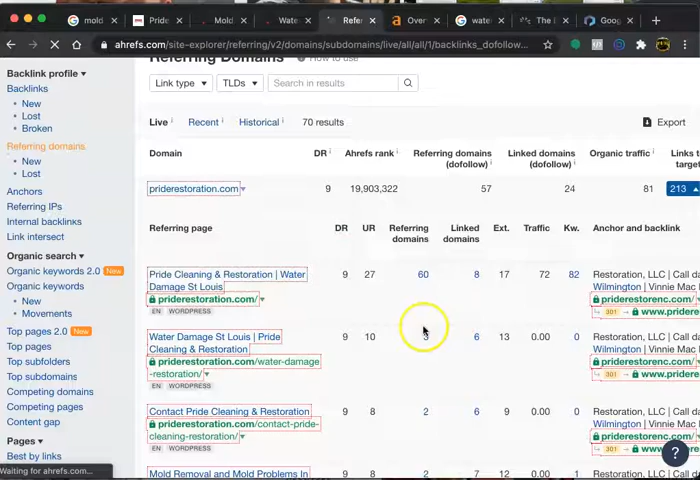 mold
Pride
Mold
Wate
Refer
Over
water
The I
Goog
ahrefs.com/site-explorer/referring/v2/domains/subdomains/live/all/all/1/backlinks_dofollow...
Backlink profile
Backlinks
New
Lost
Broken
Referring domains
New
Lost
Anchors
Referring IPs
Internal backlinks
Link intersect
Organic search
Organic keywords 2.0 New
Organic keywords
New
Movements
Top pages 2.0 New
Top pages
Top subfolders
Top subdomains
Competing domains
Competing pages
Content gap
Pages
Best by links
Waiting for ahrefs.com...
Referring Domains How to use
Link type TLDs Search in results
Live Recent Historical 70 results Export
Domain DR Ahrefs rank Referring domains (dofollow) Linked domains (dofollow) Organic traffic Links to target
priderestoration.com 9 19,903,322 57 24 81 213
Referring page DR UR Referring domains Linked domains Ext. Traffic Kw. Anchor and backlink
Pride Cleaning & Restoration | Water 9 27 60 8 17 72 82 Restoration, LLC | Call da
Damage St Louis Wilmington | Vinnie Mac
priderestoration.com/ priderestorenc.com/
EN WORDPRESS 301 www.pride
Water Damage St Louis | Pride 9 10 3 6 13 0.00 0 Restoration, LLC | Call da
Cleaning & Restoration Wilmington | Vinnie Mac
priderestoration.com/water-damage priderestorenc.com/
-restoration/ 301 www.pride
EN WORDPRESS
Contact Pride Cleaning & Restoration 9 8 2 6 9 0.00 0 Restoration, LLC | Call da
priderestoration.com/contact-pride- Wilmington | Vinnie Mac
cleaning-restoration/ priderestorenc.com/
EN WORDPRESS 301 www.pride
Mold Removal and Mold Problems In 9 8 2 7 12 0.00 1 Restoration, LLC | Call da
?